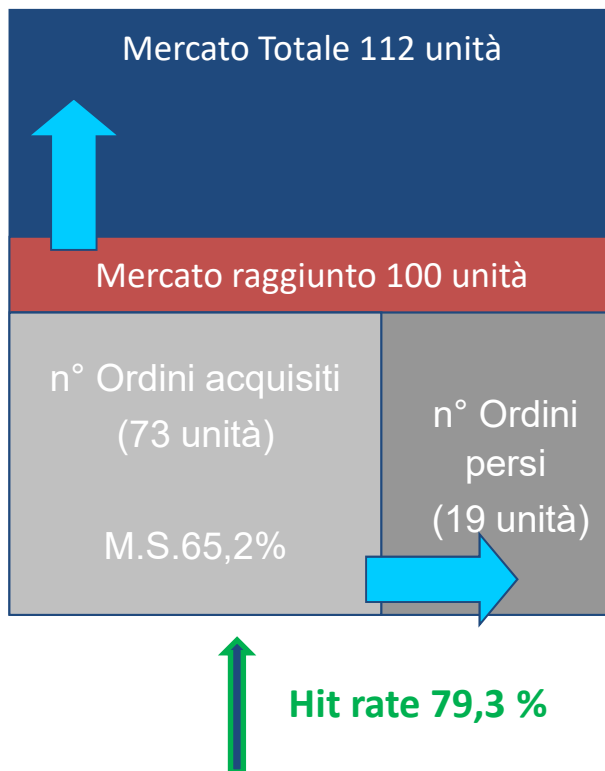 Mercato Totale 112 unità
Mercato raggiunto 100 unità
n° Ordini acquisiti
(73 unità)
M.S.65,2%
n° Ordini
persi
(19 unità)
Hit rate 79,3 %